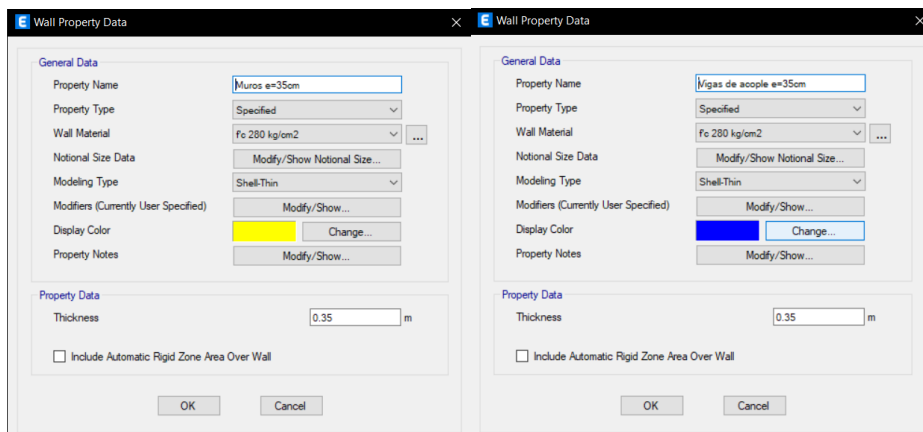 E Wall Property Data
General Data
Property Name Muros e=35cm
Property Type Specified
Wall Material f'c 280 kg/cm2 ...
Notional Size Data Modify/Show Notional Size...
Modeling Type Shell-Thin
Modifiers (Currently User Specified) Modify/Show...
Display Color Change...
Property Notes Modify/Show...
Property Data
Thickness 0.35 m
Include Automatic Rigid Zone Area Over Wall
OK Cancel
E Wall Property Data
General Data
Property Name Vigas de acople e=35cm
Property Type Specified
Wall Material f'c 280 kg/cm2 ...
Notional Size Data Modify/Show Notional Size...
Modeling Type Shell-Thin
Modifiers (Currently User Specified) Modify/Show...
Display Color Change...
Property Notes Modify/Show...
Property Data
Thickness 0.35 m
Include Automatic Rigid Zone Area Over Wall
OK Cancel